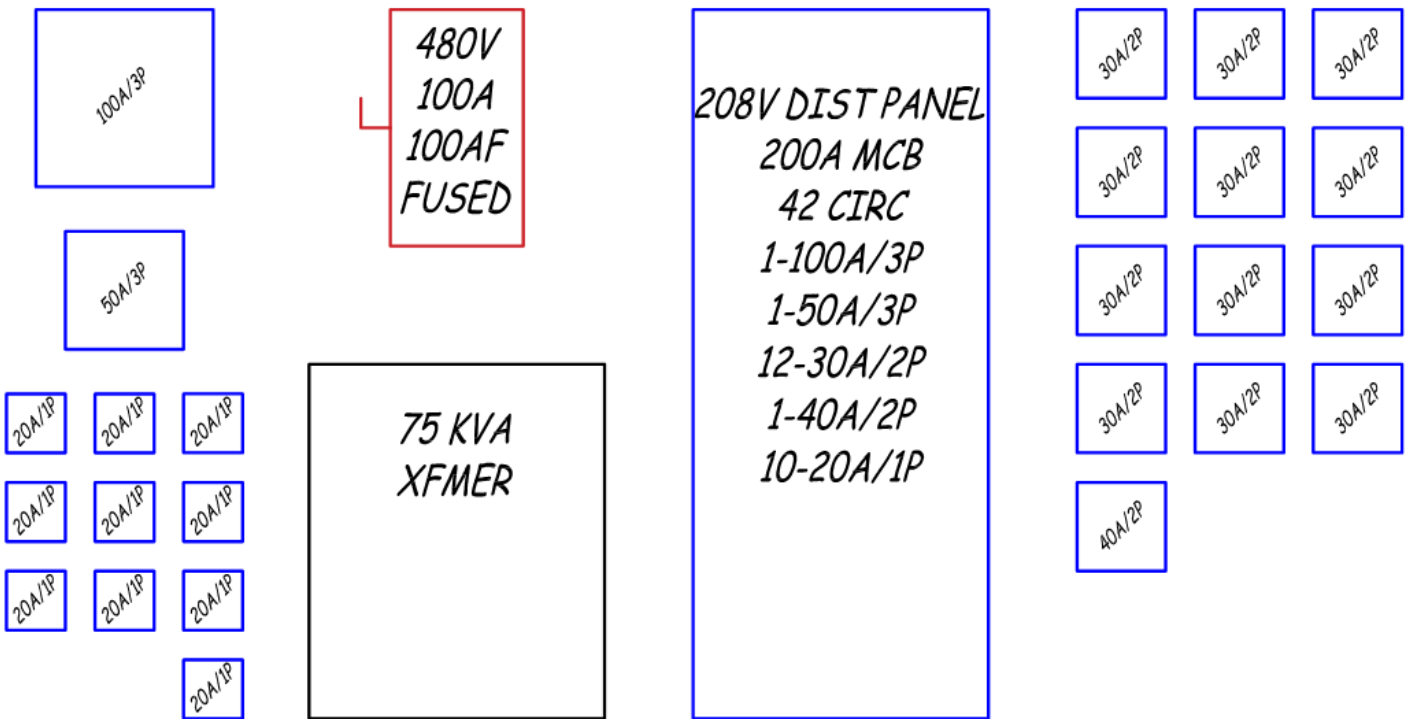 100A/3P
50A/3P
20A/1P 20A/1P 20A/1P
20A/1P 20A/1P 20A/1P
20A/1P 20A/1P 20A/1P
20A/1P
480V
100A
100AF
FUSED
75 KVA
XFMER
208V DIST PANEL
200A MCB
42 CIRC
1-100A/3P
1-50A/3P
12-30A/2P
1-40A/2P
10-20A/1P
30A/2P 30A/2P 30A/2P
30A/2P 30A/2P 30A/2P
30A/2P 30A/2P 30A/2P
30A/2P 30A/2P 30A/2P
40A/2P